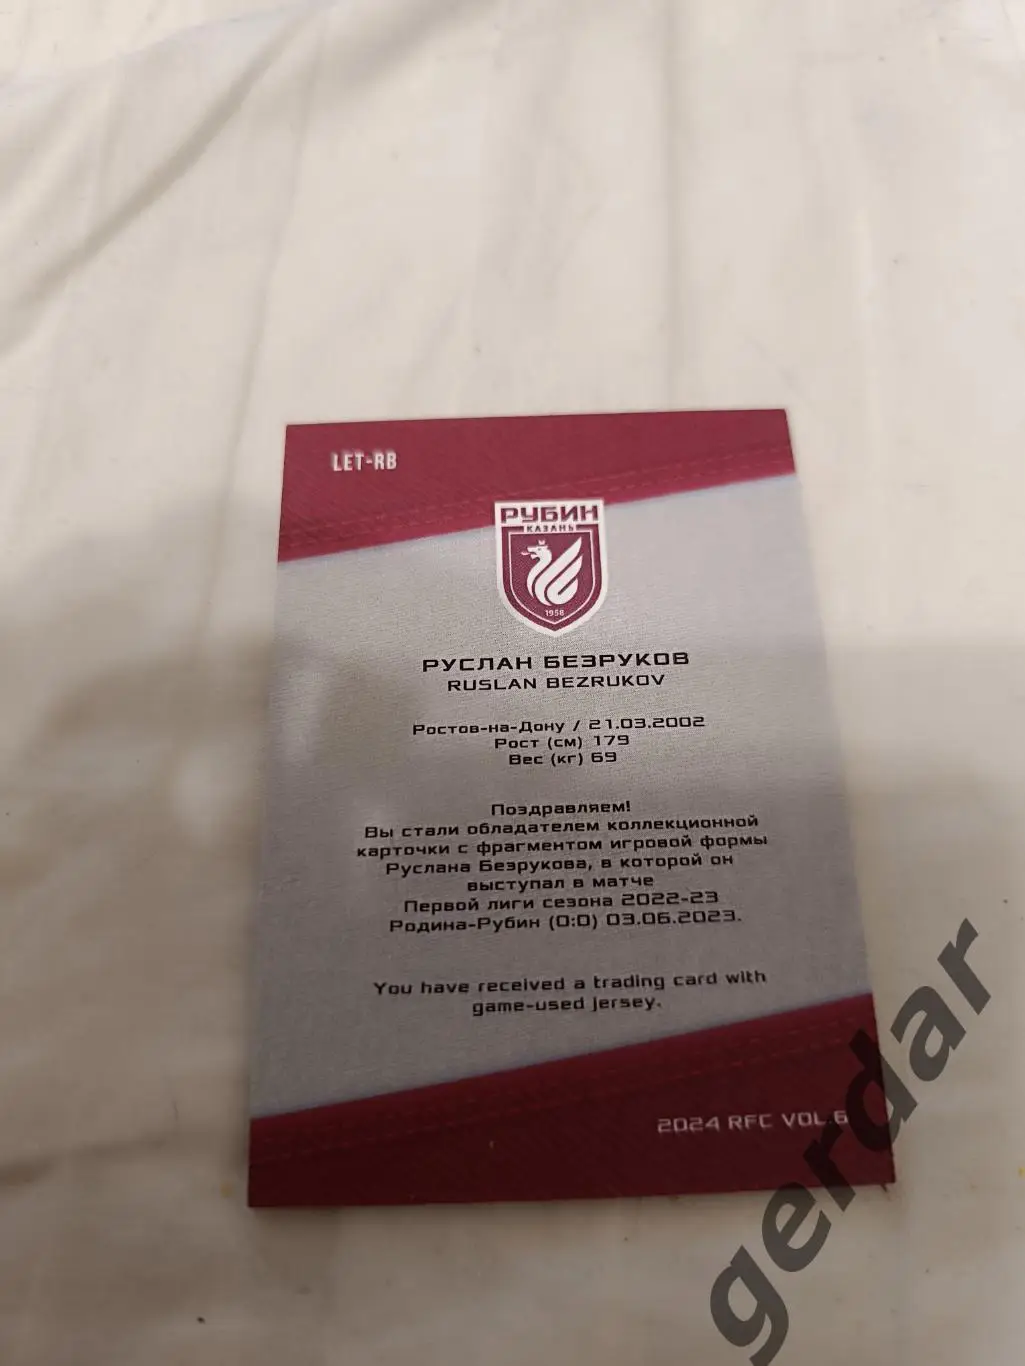 LET-RB
РУБИН
КАЗАНЬ
1958
РУСЛАН БЕЗРУКОВ
RUSLAN BEZRUKOV
Ростов-на-Дону / 21.03.2002
Рост (см) 179
Вес (кг) 69
Поздравляем!
Вы стали обладателем коллекционной
карточки с фрагментом игровой формы
Руслана Безрукова, в которой он
выступал в матче
Первой лиги сезона 2022-23
Родина-Рубин (0:0) 03.06.2023.
You have received a trading card with
game-used jersey.
2024 RFC VOL.6
gerdar